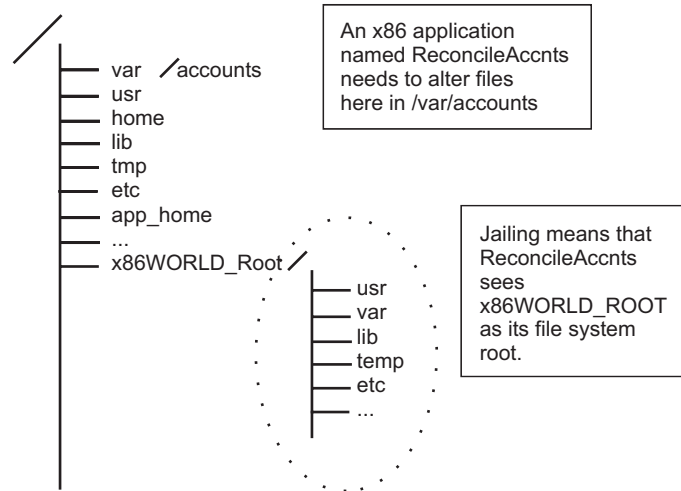 An x86 application
named ReconcileAccnts
needs to alter files
here in /var/accounts
var /accounts
usr
home
lib
tmp
etc
app_home
...
x86WORLD_Root /
usr
var
lib
temp
etc
...
Jailing means that
ReconcileAccnts
sees
x86WORLD_ROOT
as its file system
root.